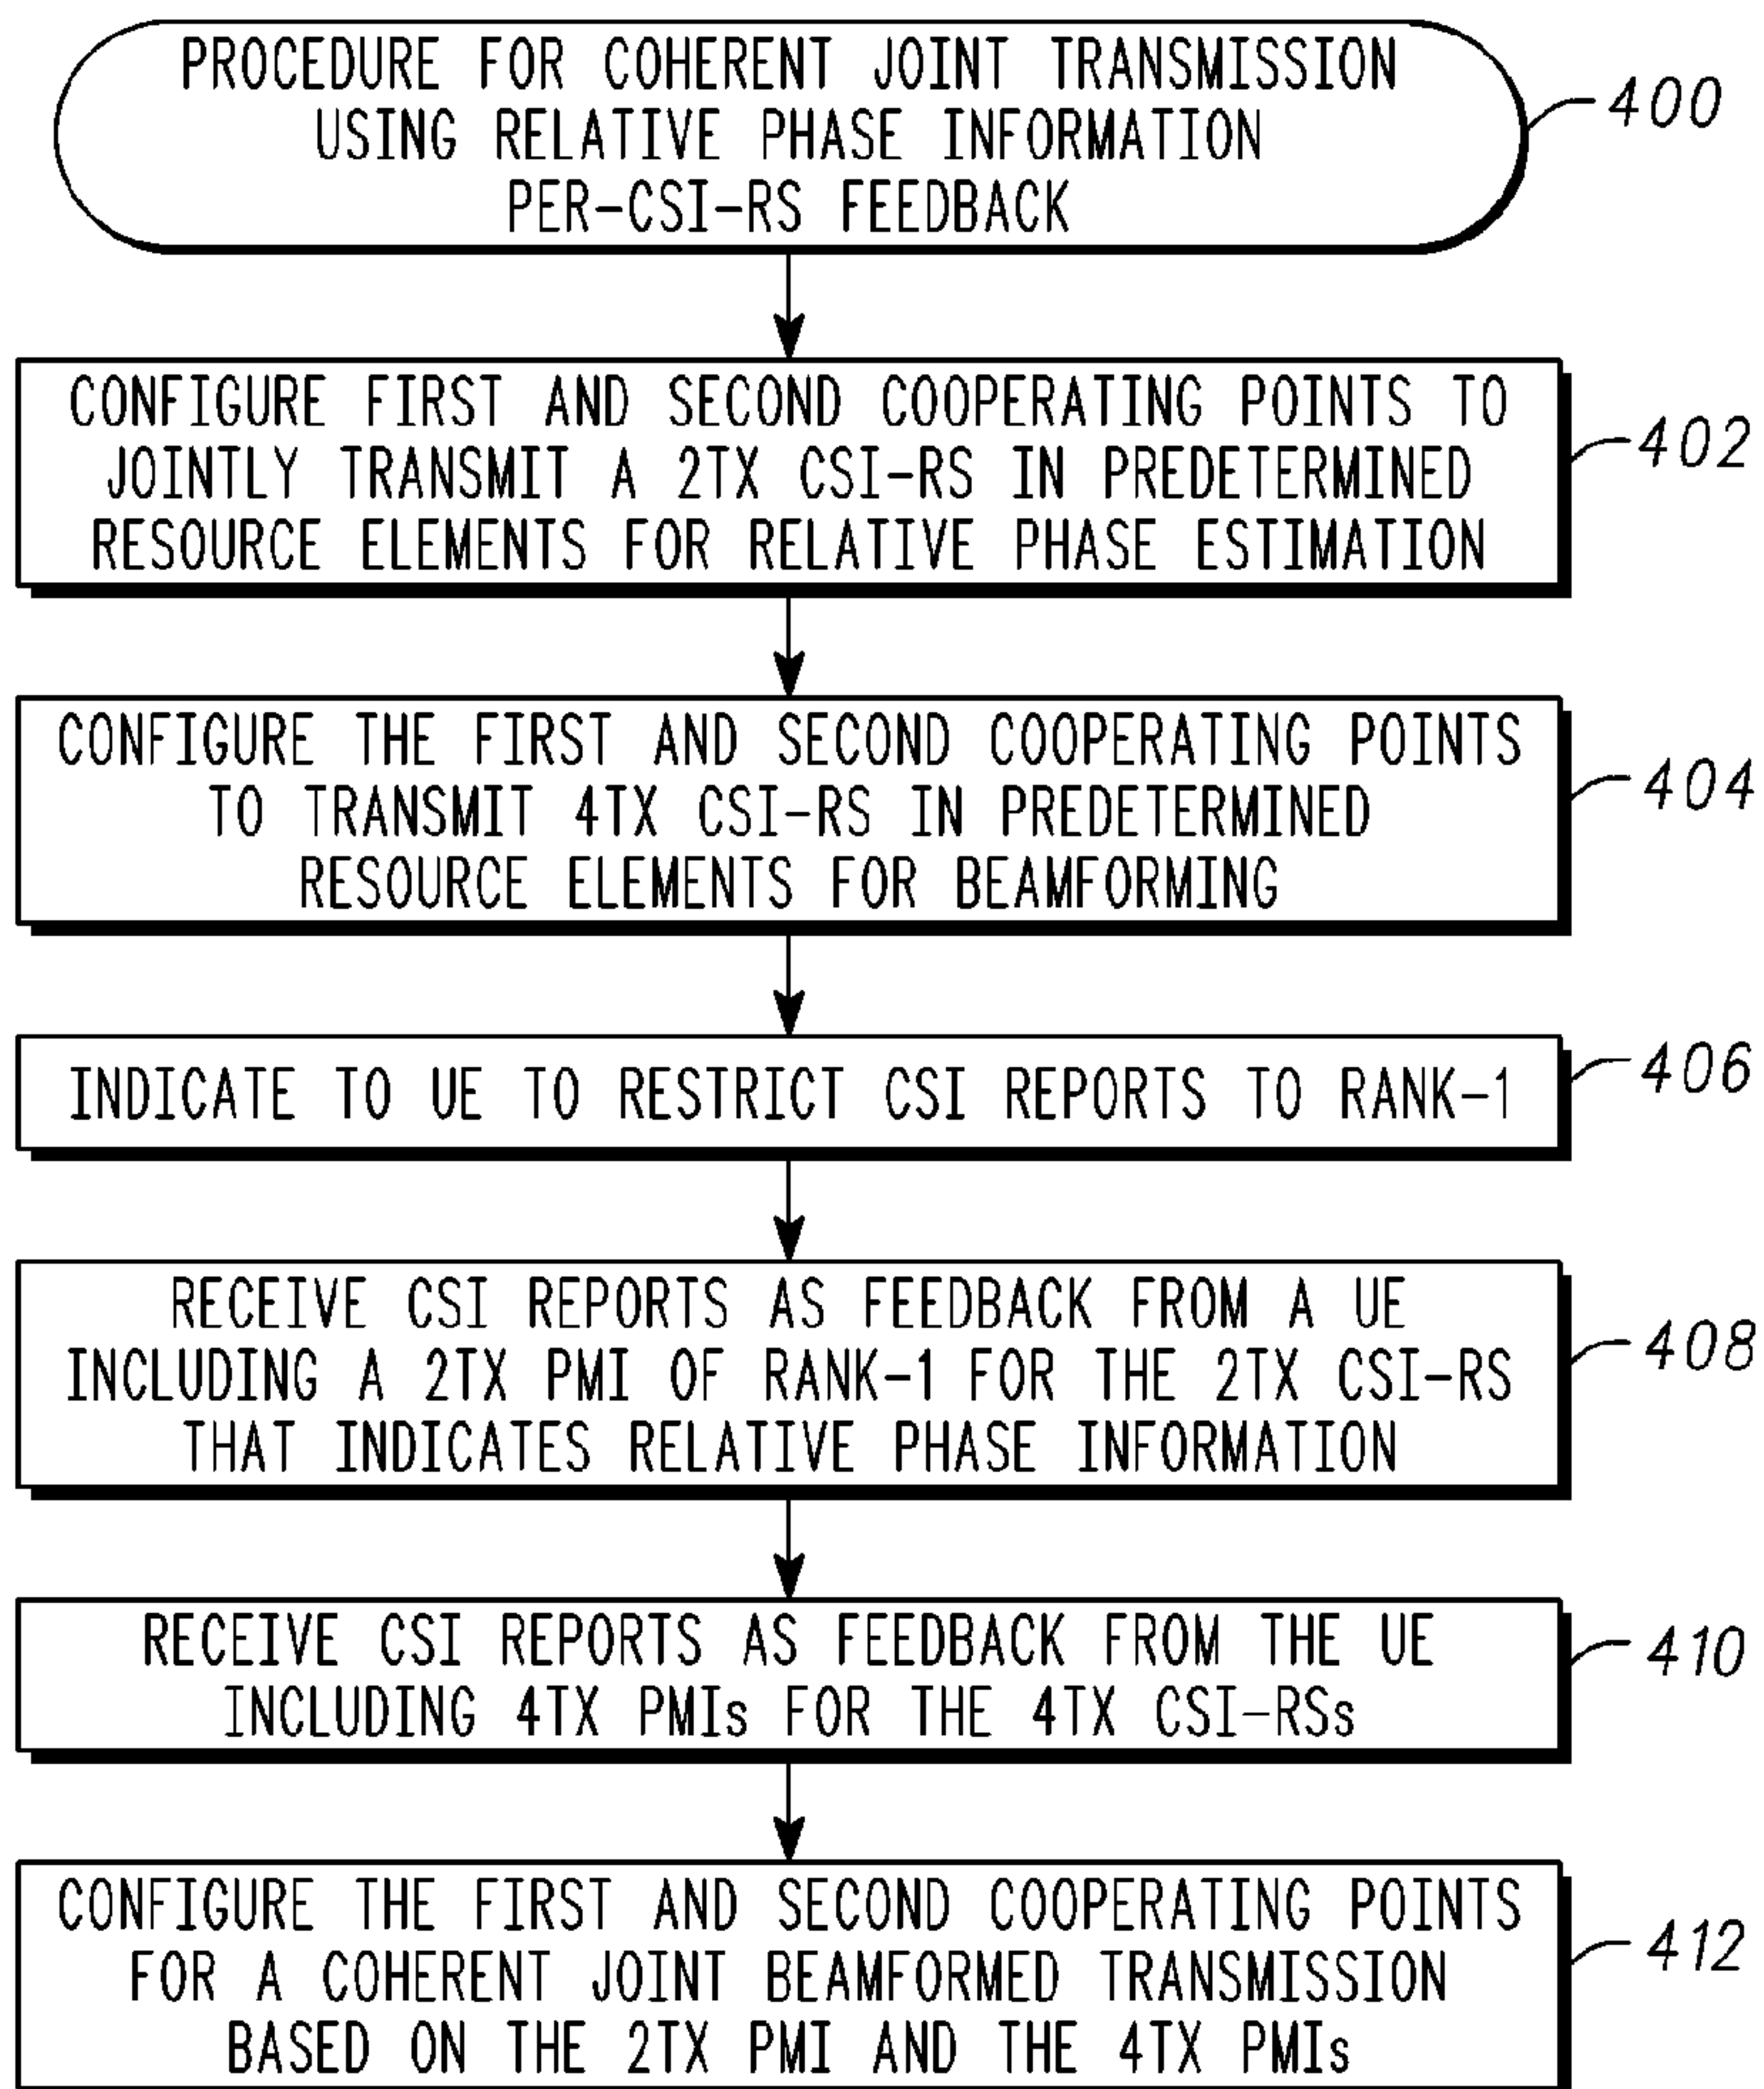 PROCEDURE FOR COHERENT JOINT TRANSMISSION
USING RELATIVE PHASE INFORMATION
PER-CSI-RS FEEDBACK
400
CONFIGURE FIRST AND SECOND COOPERATING POINTS TO
JOINTLY TRANSMIT A 2TX CSI-RS IN PREDETERMINED
RESOURCE ELEMENTS FOR RELATIVE PHASE ESTIMATION
402
CONFIGURE THE FIRST AND SECOND COOPERATING POINTS
TO TRANSMIT 4TX CSI-RS IN PREDETERMINED
RESOURCE ELEMENTS FOR BEAMFORMING
404
INDICATE TO UE TO RESTRICT CSI REPORTS TO RANK-1
406
RECEIVE CSI REPORTS AS FEEDBACK FROM A UE
INCLUDING A 2TX PMI OF RANK-1 FOR THE 2TX CSI-RS
THAT INDICATES RELATIVE PHASE INFORMATION
408
RECEIVE CSI REPORTS AS FEEDBACK FROM THE UE
INCLUDING 4TX PMIs FOR THE 4TX CSI-RSs
410
CONFIGURE THE FIRST AND SECOND COOPERATING POINTS
FOR A COHERENT JOINT BEAMFORMED TRANSMISSION
BASED ON THE 2TX PMI AND THE 4TX PMIs
412